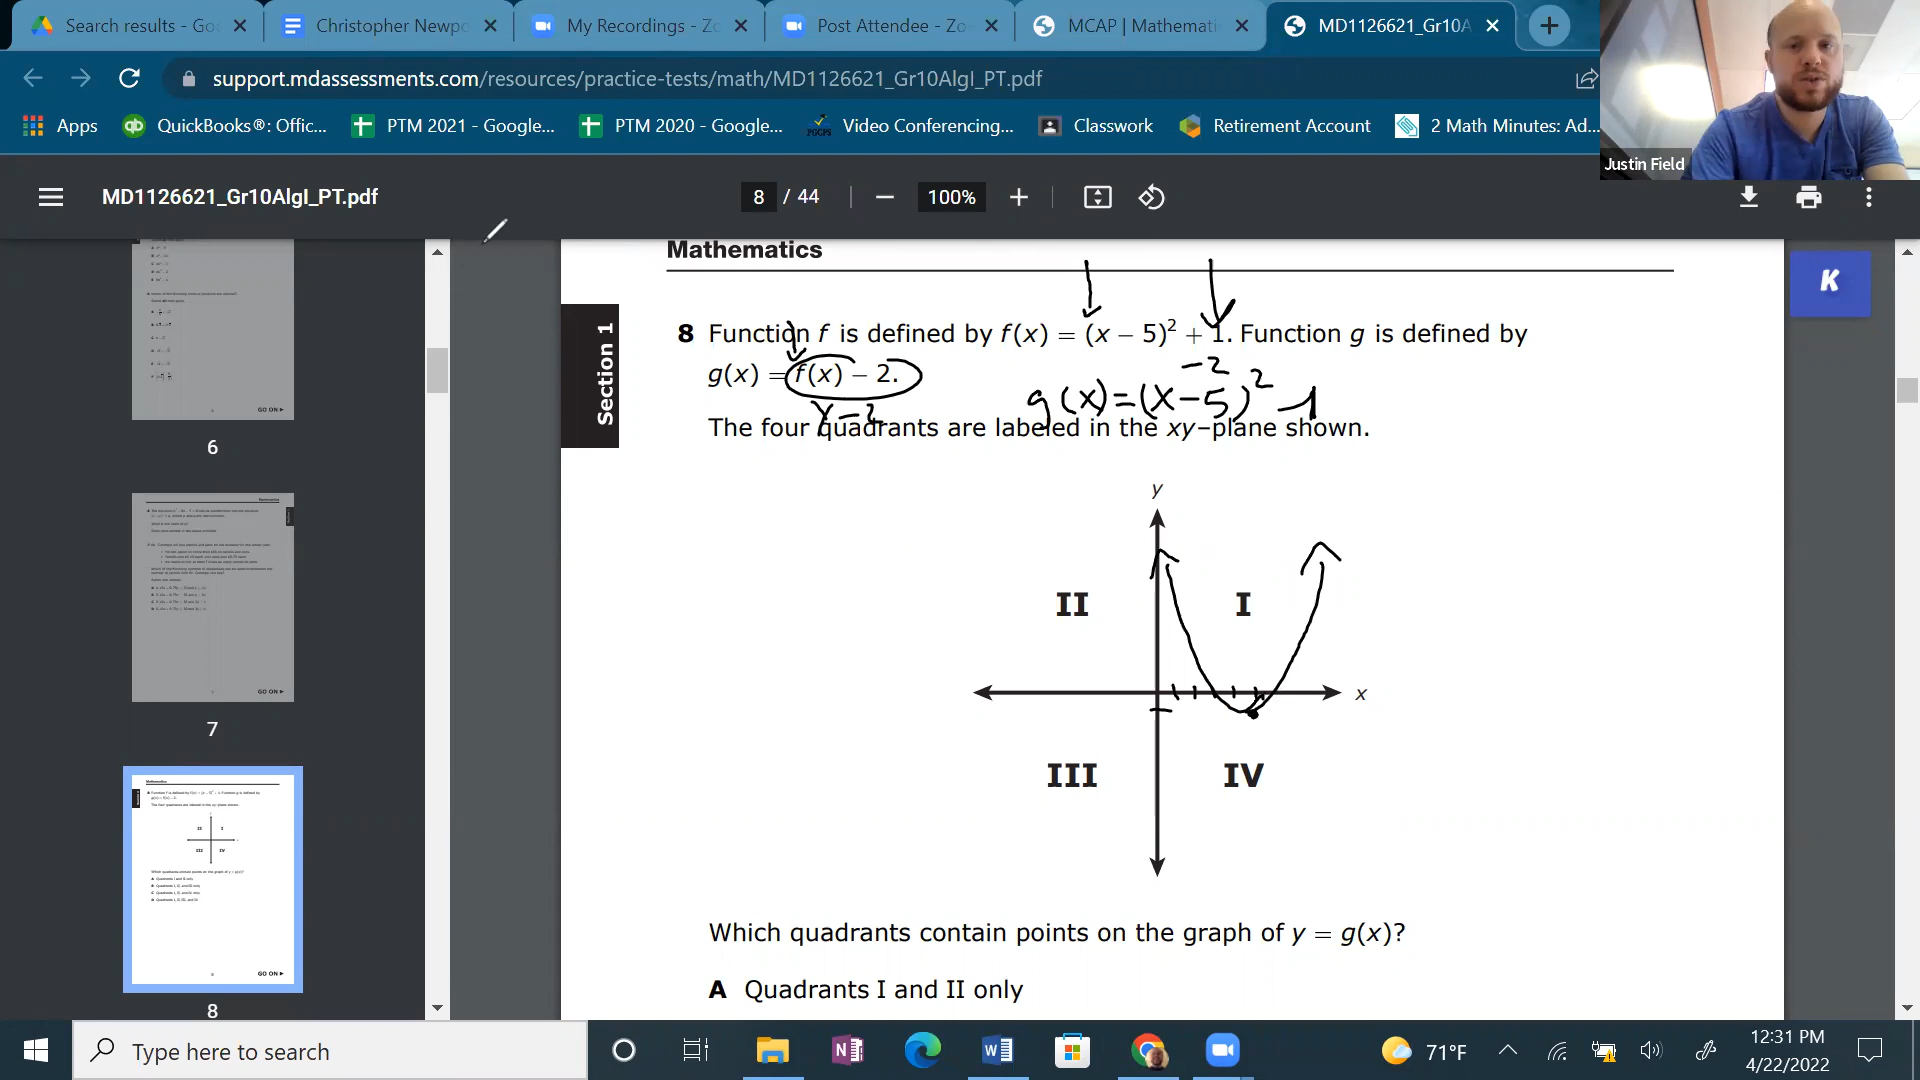 Search results - Go
Christopher Newpo
My Recordings - Zo
Post Attendee - Zo
MCAP | Mathemati
MD1126621_Gr10A
support.mdassessments.com/resources/practice-tests/math/MD1126621_Gr10AlgI_PT.pdf
Apps
QuickBooks®: Offic...
PTM 2021 - Google...
PTM 2020 - Google...
Video Conferencing...
Classwork
Retirement Account
2 Math Minutes: Ad...
Justin Field
MD1126621_Gr10AlgI_PT.pdf
8 / 44
100%
GO ON
6
GO ON
7
GO ON
8
Mathematics
Section 1
8 Function f is defined by f(x) = (x − 5)² + 1. Function g is defined by
g(x) = f(x) − 2.
-2
y-2
g(x)=(x-5)²-1
The four quadrants are labeled in the xy-plane shown.
y
II
I
x
III
IV
Which quadrants contain points on the graph of y = g(x)?
A Quadrants I and II only
K
Type here to search
71°F
12:31 PM
4/22/2022